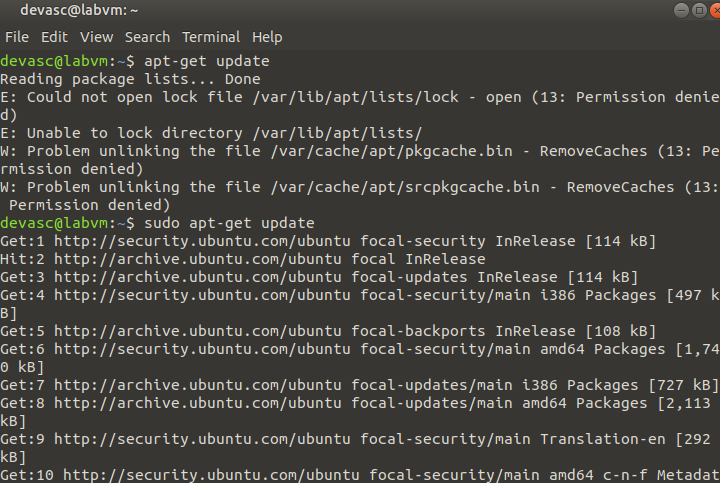 devasc@labvm: ~
File Edit View Search Terminal Help
devasc@labvm:~$ apt-get update
Reading package lists... Done
E: Could not open lock file /var/lib/apt/lists/lock - open (13: Permission denie
d)
E: Unable to lock directory /var/lib/apt/lists/
W: Problem unlinking the file /var/cache/apt/pkgcache.bin - RemoveCaches (13: Pe
rmission denied)
W: Problem unlinking the file /var/cache/apt/srcpkgcache.bin - RemoveCaches (13:
 Permission denied)
devasc@labvm:~$ sudo apt-get update
Get:1 http://security.ubuntu.com/ubuntu focal-security InRelease [114 kB]
Hit:2 http://archive.ubuntu.com/ubuntu focal InRelease
Get:3 http://archive.ubuntu.com/ubuntu focal-updates InRelease [114 kB]
Get:4 http://security.ubuntu.com/ubuntu focal-security/main i386 Packages [497 k
B]
Get:5 http://archive.ubuntu.com/ubuntu focal-backports InRelease [108 kB]
Get:6 http://security.ubuntu.com/ubuntu focal-security/main amd64 Packages [1,74
0 kB]
Get:7 http://archive.ubuntu.com/ubuntu focal-updates/main i386 Packages [727 kB]
Get:8 http://archive.ubuntu.com/ubuntu focal-updates/main amd64 Packages [2,113
kB]
Get:9 http://security.ubuntu.com/ubuntu focal-security/main Translation-en [292
kB]
Get:10 http://security.ubuntu.com/ubuntu focal-security/main amd64 c-n-f Metadat